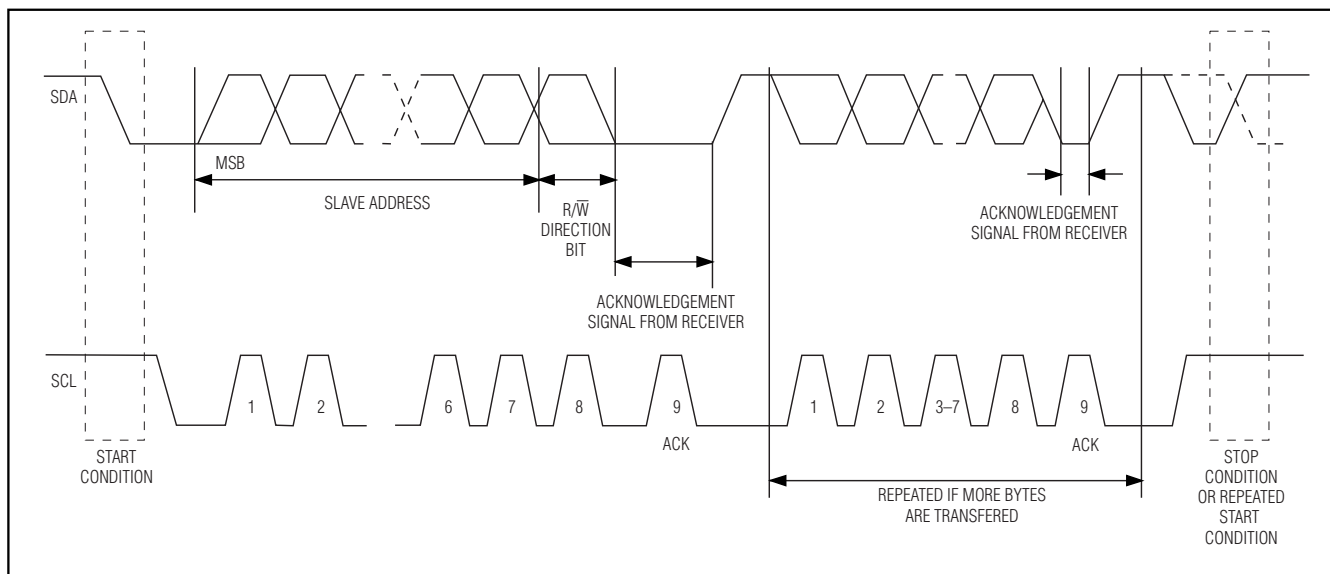 SDA
MSB
SLAVE ADDRESS
R/W̅
DIRECTION
BIT
ACKNOWLEDGEMENT
SIGNAL FROM RECEIVER
ACKNOWLEDGEMENT
SIGNAL FROM RECEIVER
SCL
1
2
6
7
8
9
1
2
3–7
8
9
ACK
ACK
START
CONDITION
REPEATED IF MORE BYTES
ARE TRANSFERED
STOP
CONDITION
OR REPEATED
START
CONDITION